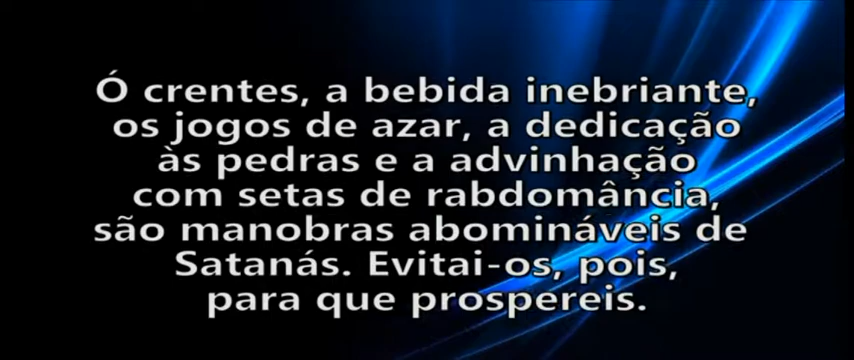 Ó crentes, a bebida inebriante,
os jogos de azar, a dedicação
às pedras e a advinhação
com setas de rabdomância,
são manobras abomináveis de
Satanás. Evitai-os, pois,
para que prospereis.